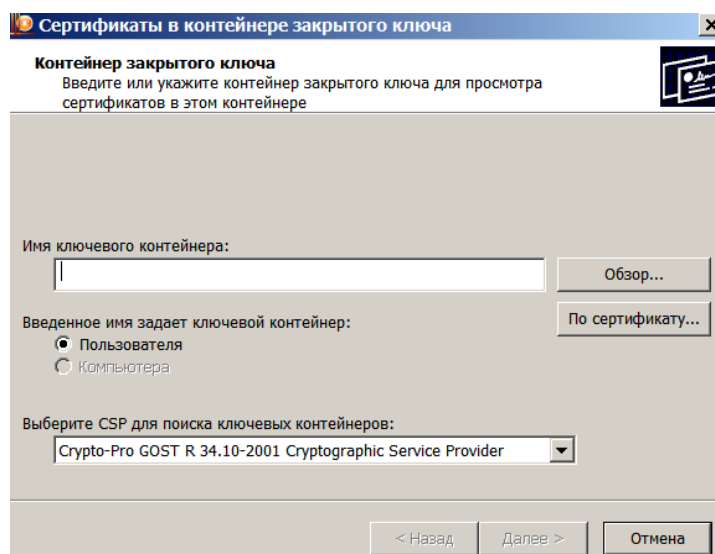 Сертификаты в контейнере закрытого ключа
Контейнер закрытого ключа
Введите или укажите контейнер закрытого ключа для просмотра
сертификатов в этом контейнере
Имя ключевого контейнера:
Обзор...
По сертификату...
Введенное имя задает ключевой контейнер:
Пользователя
Компьютера
Выберите CSP для поиска ключевых контейнеров:
Crypto-Pro GOST R 34.10-2001 Cryptographic Service Provider
< Назад
Далее >
Отмена